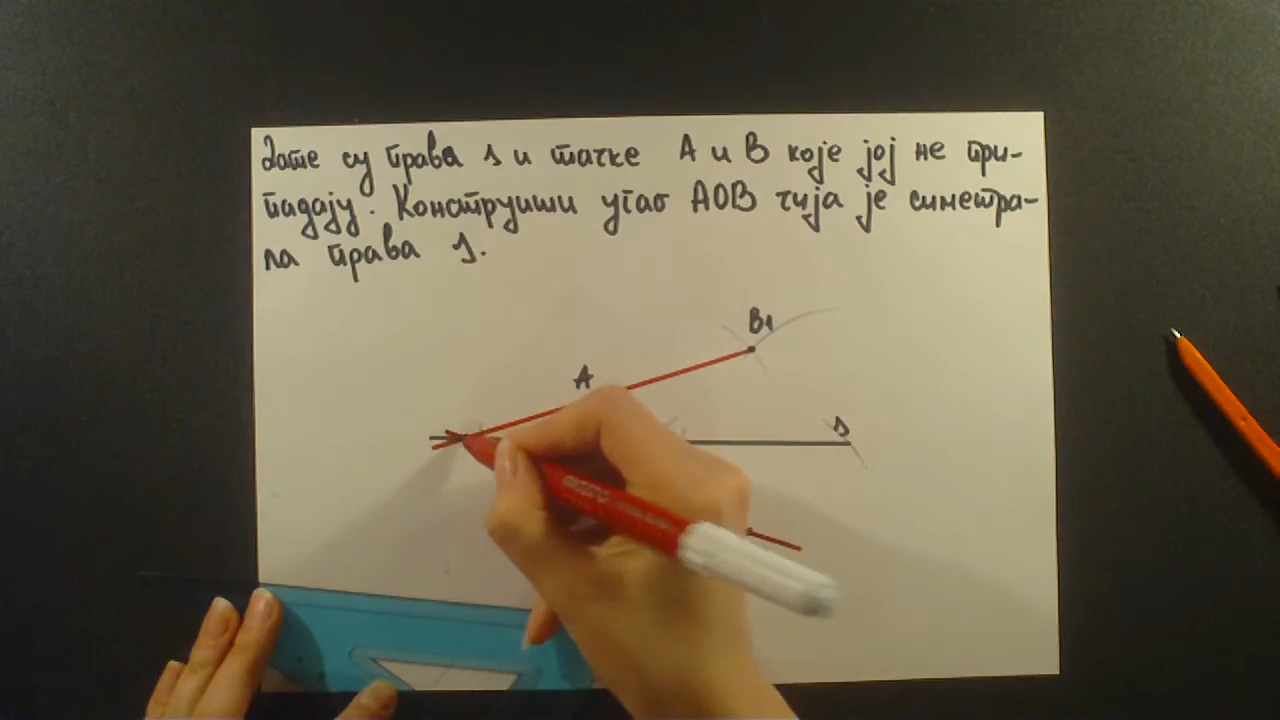 Дате су права s и тачке A и B које јој не при-
падају. Конструиши угао AOB чија је симетра-
ла права s.
B1
A
s